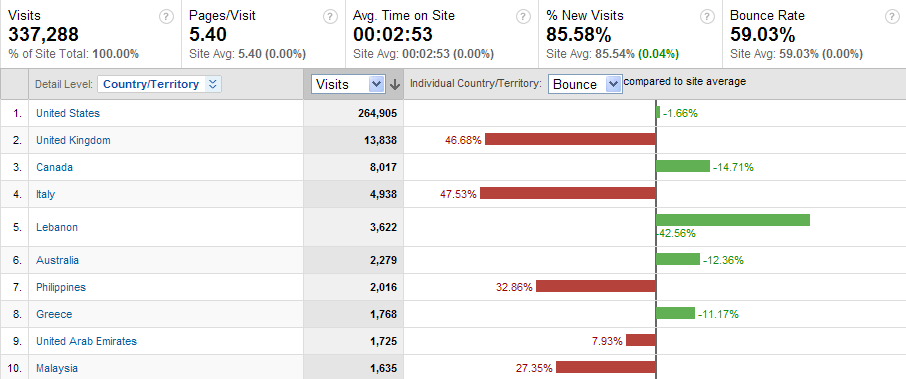 Visits ? Pages/Visit ? Avg. Time on Site ? % New Visits ? Bounce Rate ?
337,288 5.40 00:02:53 85.58% 59.03%
% of Site Total: 100.00% Site Avg: 5.40 (0.00%) Site Avg: 00:02:53 (0.00%) Site Avg: 85.54% (0.04%) Site Avg: 59.03% (0.00%)
Detail Level: Country/Territory Visits Individual Country/Territory: Bounce compared to site average
1. United States 264,905 -1.66%
2. United Kingdom 13,838 46.68%
3. Canada 8,017 -14.71%
4. Italy 4,938 47.53%
5. Lebanon 3,622 -42.56%
6. Australia 2,279 -12.36%
7. Philippines 2,016 32.86%
8. Greece 1,768 -11.17%
9. United Arab Emirates 1,725 7.93%
10. Malaysia 1,635 27.35%